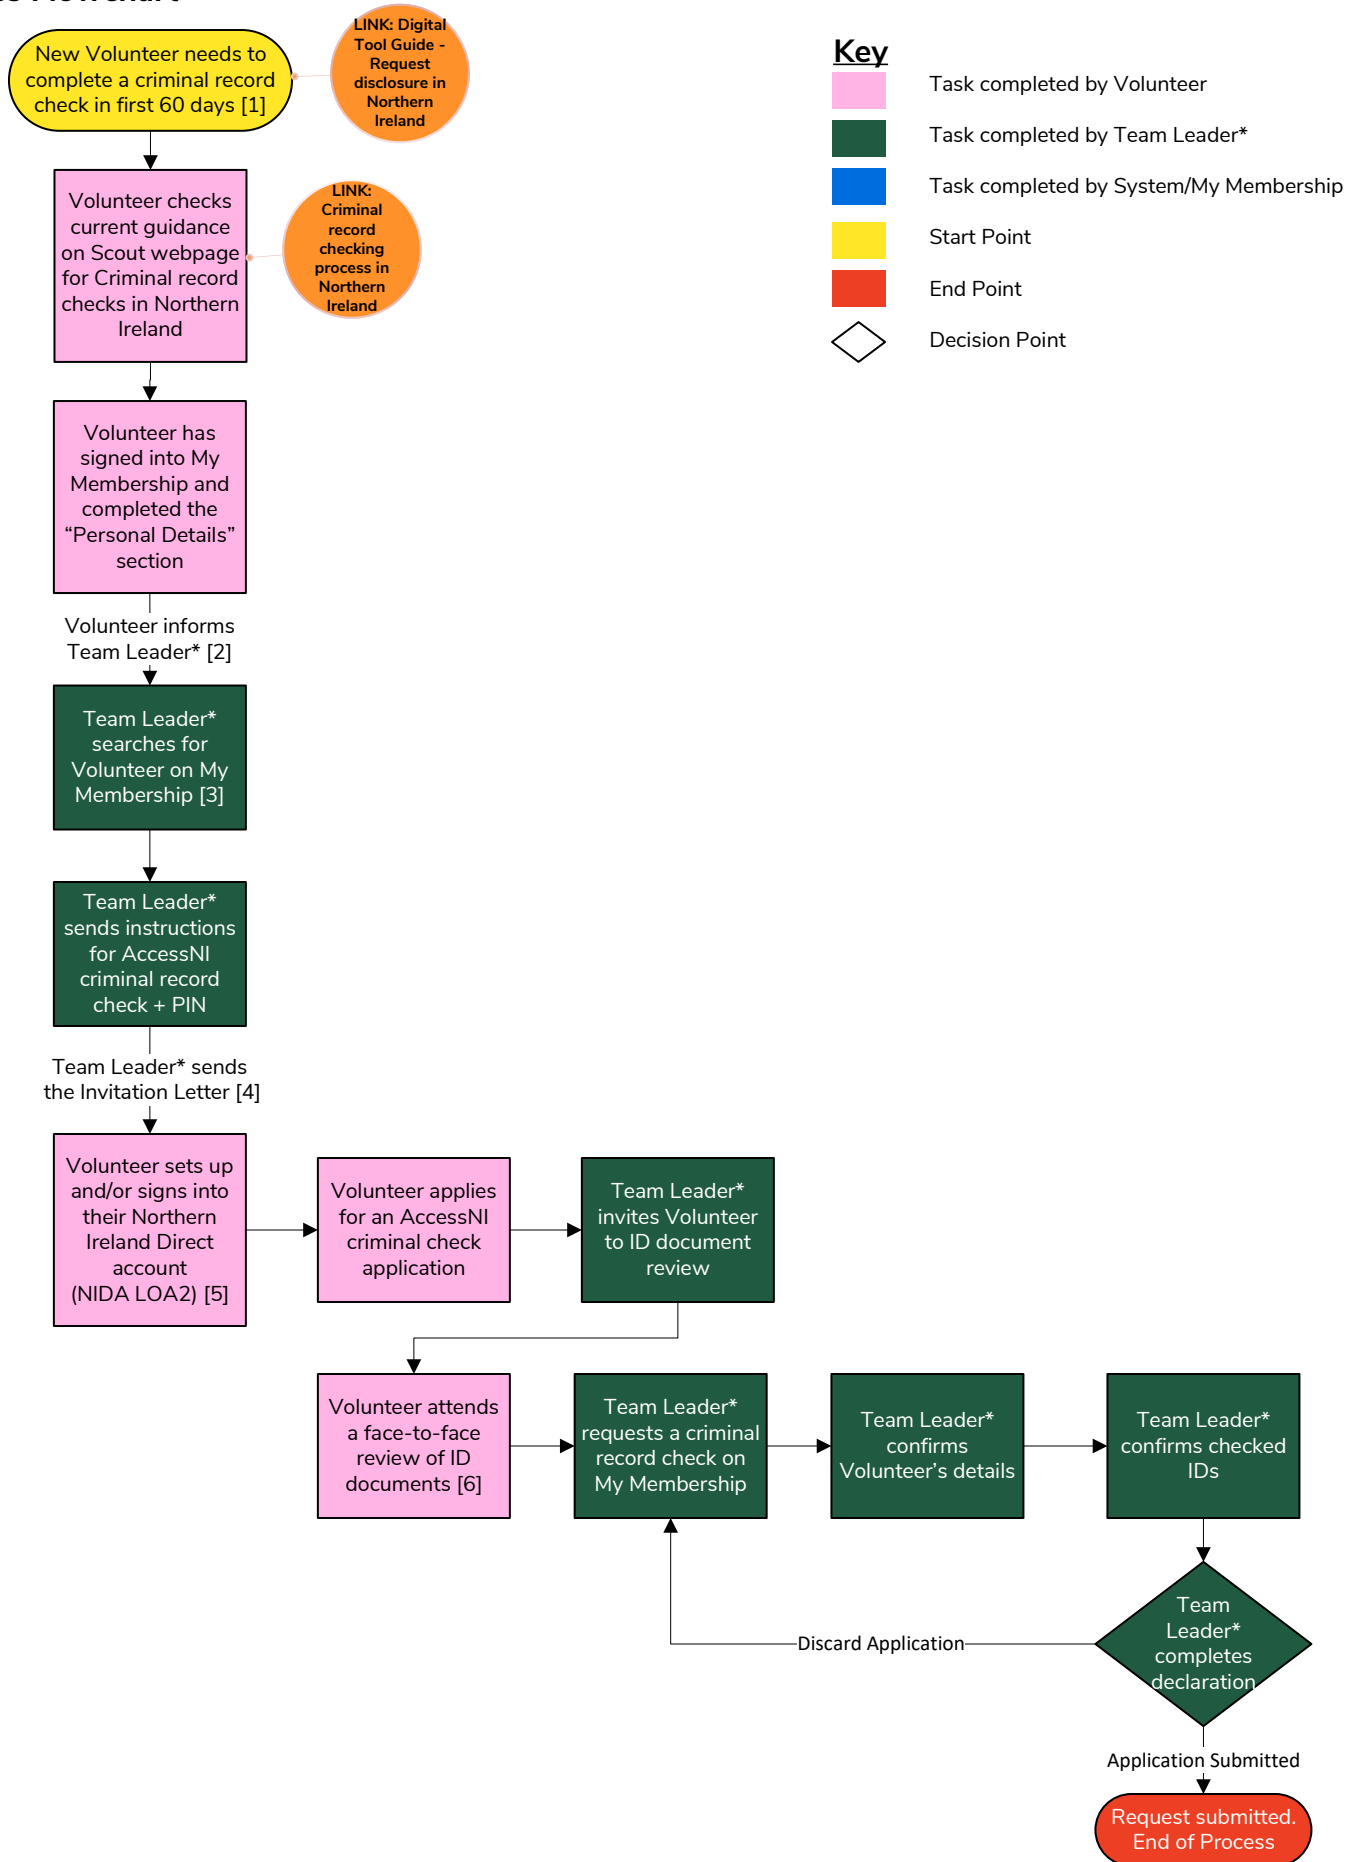 New Volunteer needs to
complete a criminal record
check in first 60 days [1]
LINK: Digital
Tool Guide -
Request
disclosure in
Northern
Ireland
Key
Task completed by Volunteer
Task completed by Team Leader*
Task completed by System/My Membership
Start Point
End Point
Decision Point
Volunteer checks
current guidance
on Scout webpage
for Criminal record
checks in Northern
Ireland
LINK:
Criminal
record
checking
process in
Northern
Ireland
Volunteer has
signed into My
Membership and
completed the
“Personal Details”
section
Volunteer informs
Team Leader* [2]
Team Leader*
searches for
Volunteer on My
Membership [3]
Team Leader*
sends instructions
for AccessNI
criminal record
check + PIN
Team Leader* sends
the Invitation Letter [4]
Volunteer sets up
and/or signs into
their Northern
Ireland Direct
account
(NIDA LOA2) [5]
Volunteer applies
for an AccessNI
criminal check
application
Team Leader*
invites Volunteer
to ID document
review
Volunteer attends
a face-to-face
review of ID
documents [6]
Team Leader*
requests a criminal
record check on
My Membership
Team Leader*
confirms
Volunteer’s details
Team Leader*
confirms checked
IDs
Team
Leader*
completes
declaration
Discard Application
Application Submitted
Request submitted.
End of Process